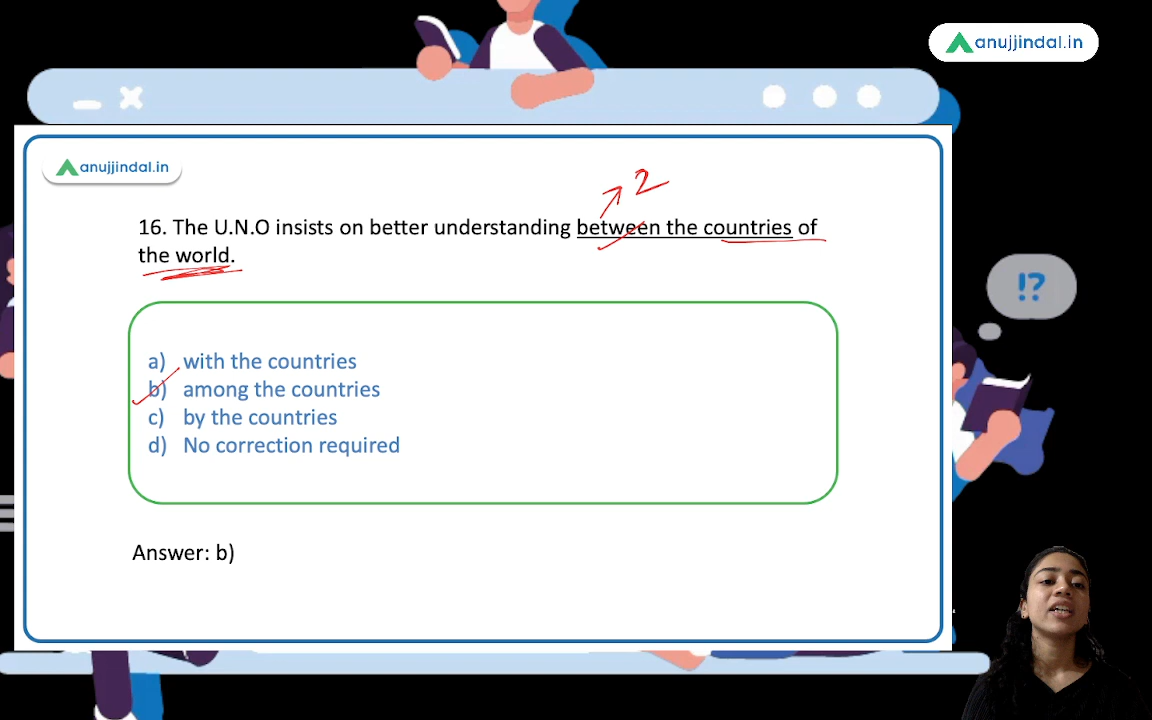 anujjindal.in
anujjindal.in
2
16. The U.N.O insists on better understanding between the countries of
the world.
!?
a) with the countries
b) among the countries
c) by the countries
d) No correction required
Answer: b)